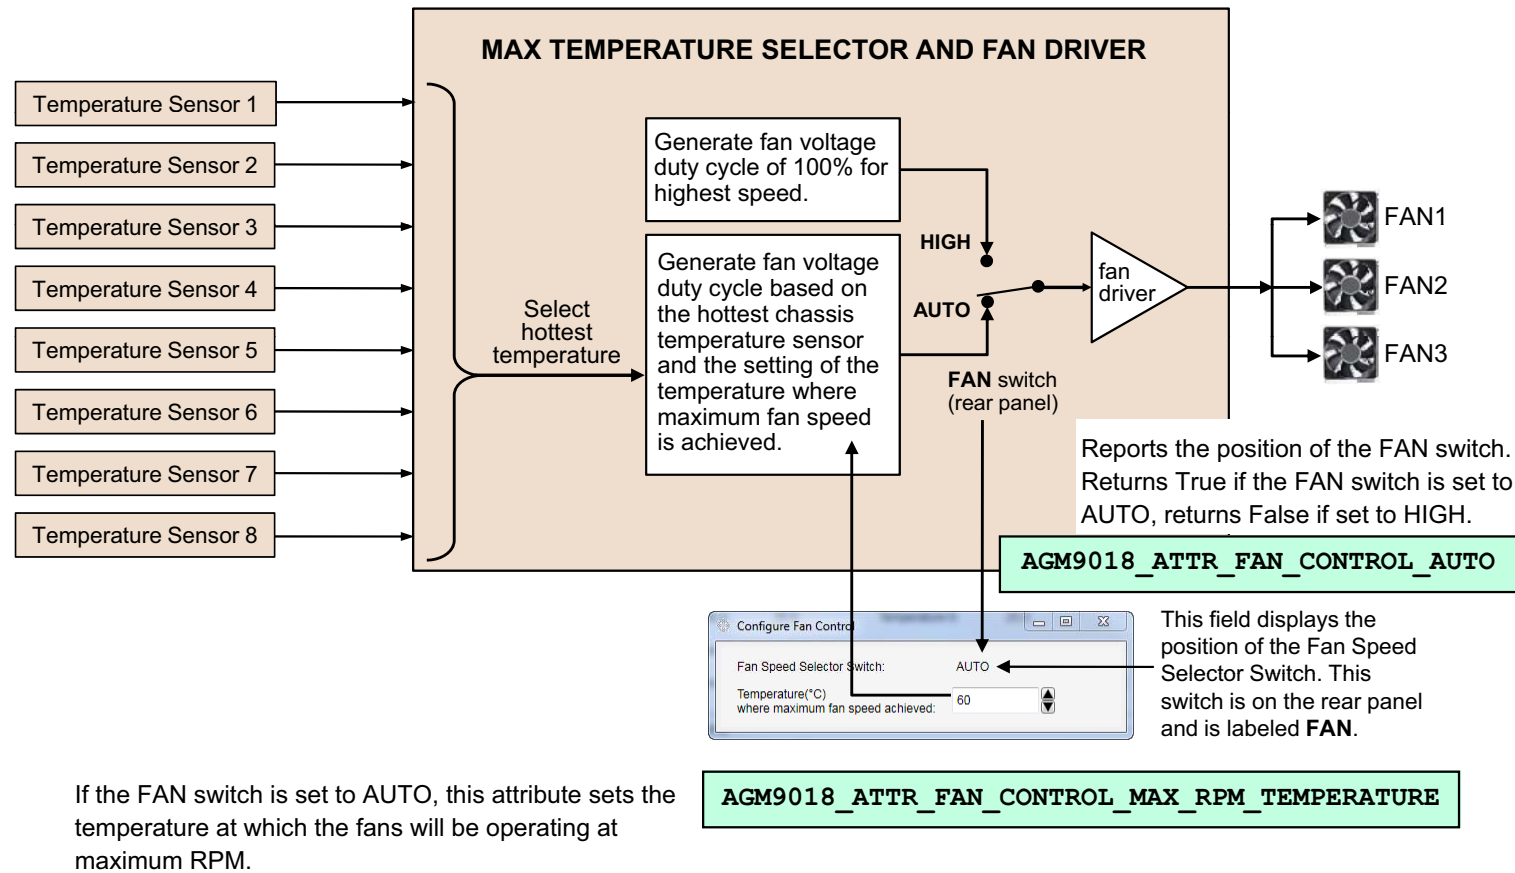 MAX TEMPERATURE SELECTOR AND FAN DRIVER
Temperature Sensor 1
Temperature Sensor 2
Temperature Sensor 3
Temperature Sensor 4
Temperature Sensor 5
Temperature Sensor 6
Temperature Sensor 7
Temperature Sensor 8
Select
hottest
temperature
Generate fan voltage
duty cycle of 100% for
highest speed.
Generate fan voltage
duty cycle based on
the hottest chassis
temperature sensor
and the setting of the
temperature where
maximum fan speed
is achieved.
HIGH
AUTO
FAN switch
(rear panel)
fan
driver
FAN1
FAN2
FAN3
Reports the position of the FAN switch.
Returns True if the FAN switch is set to
AUTO, returns False if set to HIGH.
AGM9018_ATTR_FAN_CONTROL_AUTO
Configure Fan Control
Fan Speed Selector Switch:
AUTO
Temperature(°C)
where maximum fan speed achieved:
60
This field displays the
position of the Fan Speed
Selector Switch. This
switch is on the rear panel
and is labeled FAN.
If the FAN switch is set to AUTO, this attribute sets the
temperature at which the fans will be operating at
maximum RPM.
AGM9018_ATTR_FAN_CONTROL_MAX_RPM_TEMPERATURE